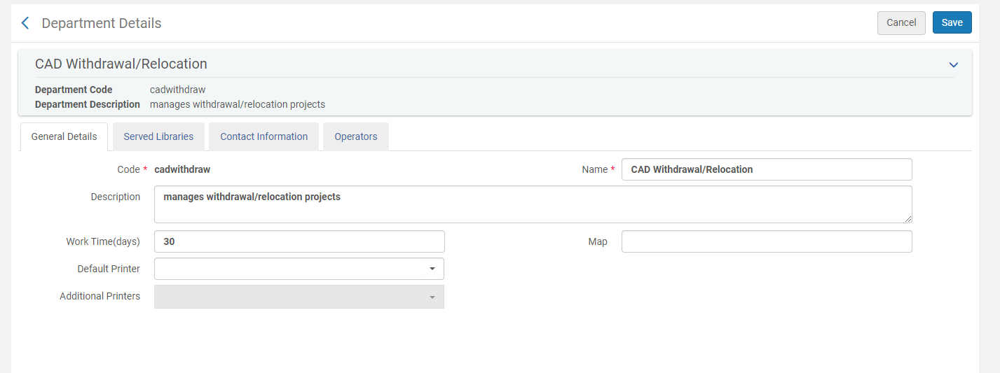 Department Details
Cancel
Save
CAD Withdrawal/Relocation
Department Code cadwithdraw
Department Description manages withdrawal/relocation projects
General Details Served Libraries Contact Information Operators
Code * cadwithdraw Name * CAD Withdrawal/Relocation
Description manages withdrawal/relocation projects
Work Time(days) 30 Map
Default Printer
Additional Printers